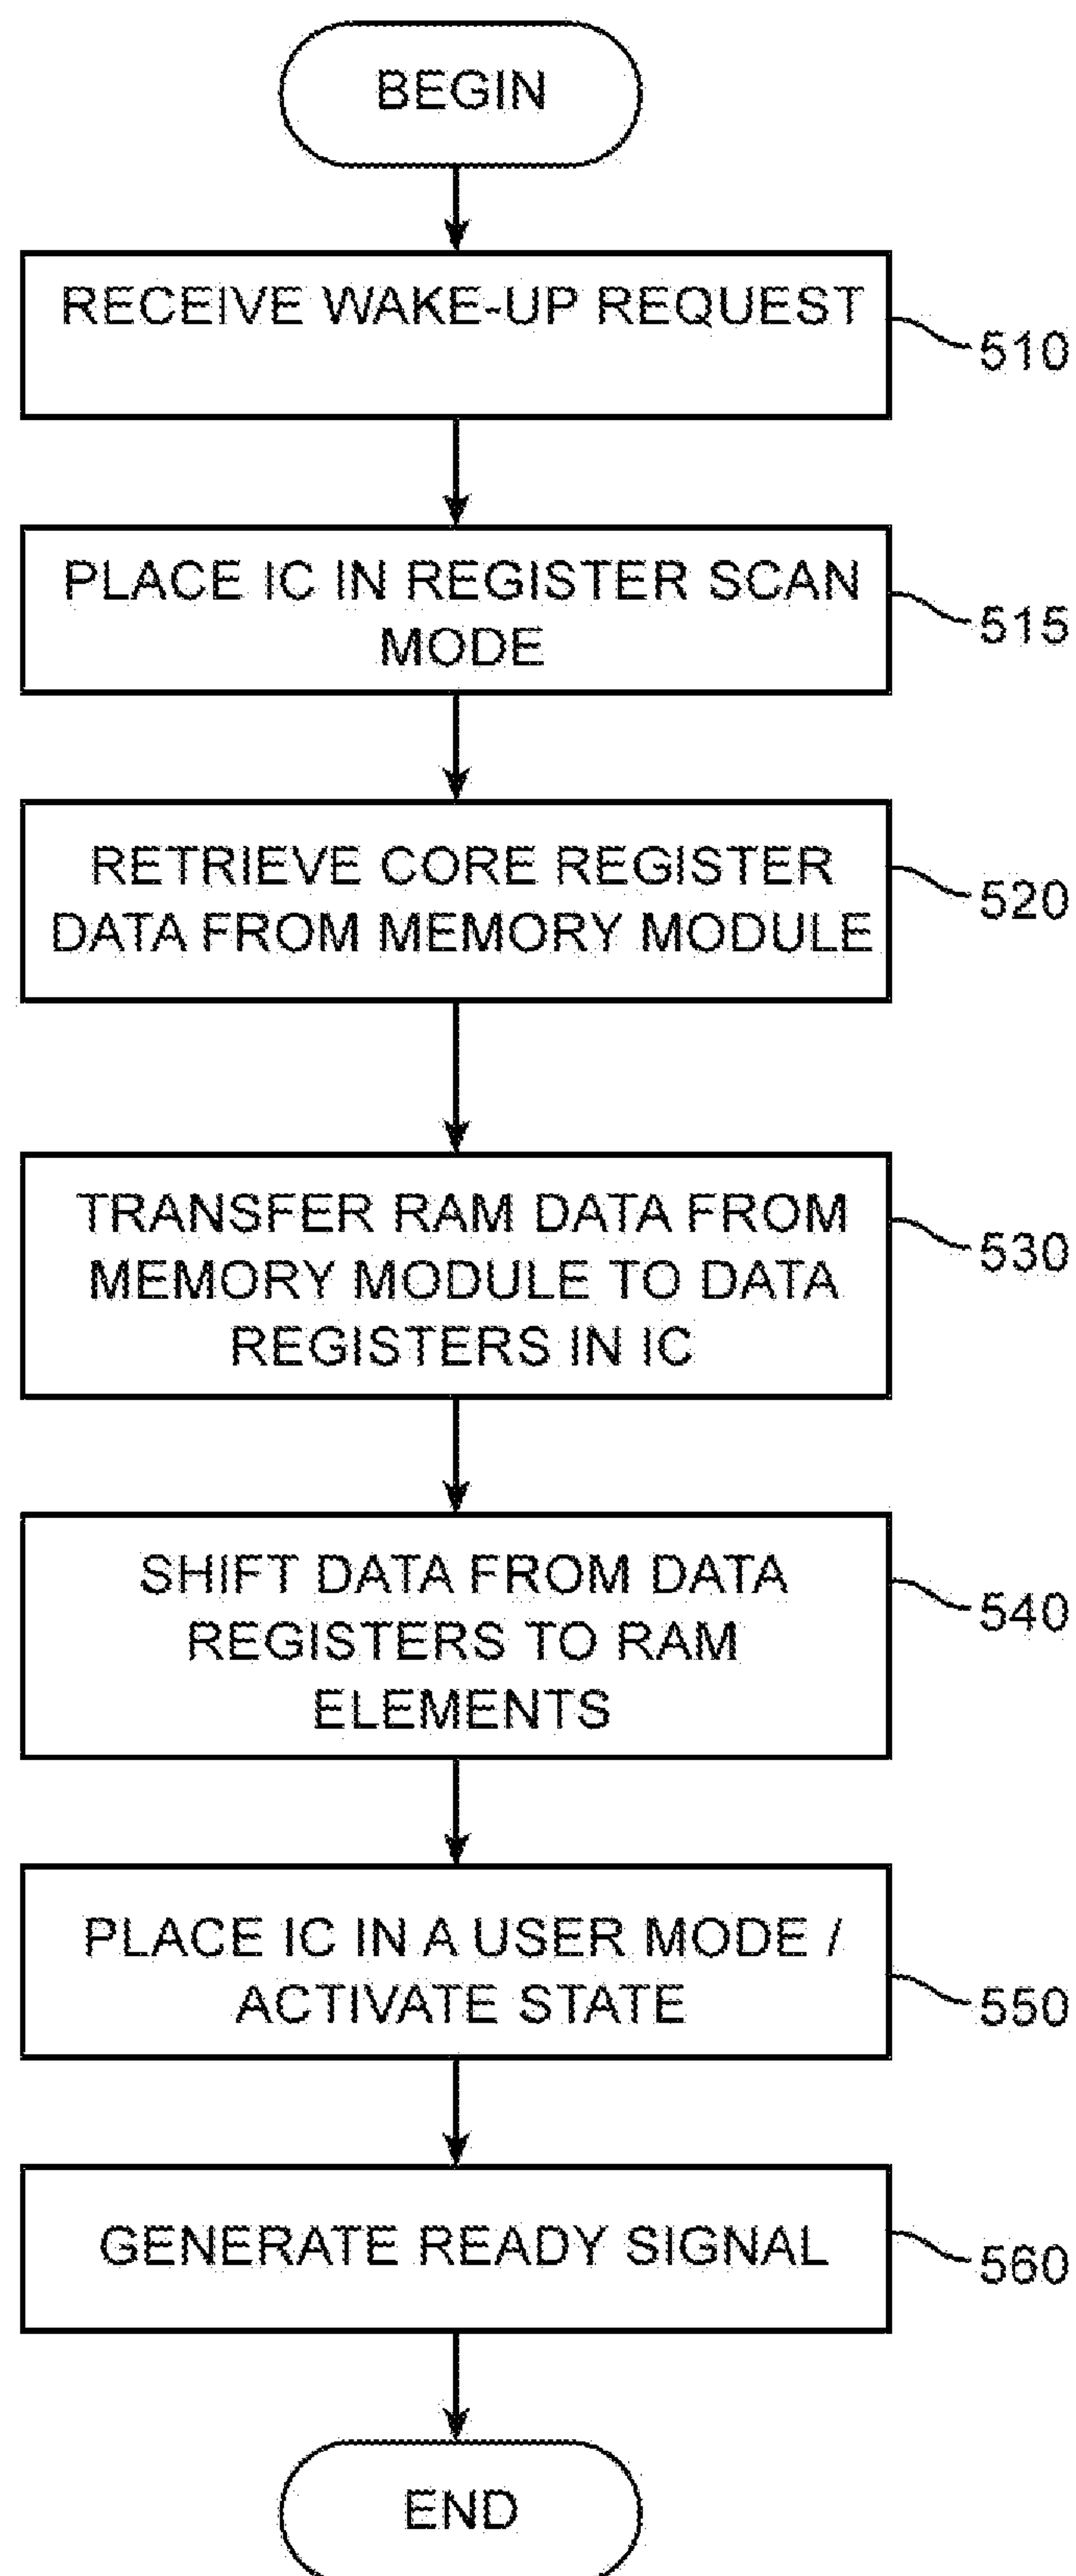 BEGIN
RECEIVE WAKE-UP REQUEST
510
PLACE IC IN REGISTER SCAN
MODE
515
RETRIEVE CORE REGISTER
DATA FROM MEMORY MODULE
520
TRANSFER RAM DATA FROM
MEMORY MODULE TO DATA
REGISTERS IN IC
530
SHIFT DATA FROM DATA
REGISTERS TO RAM
ELEMENTS
540
PLACE IC IN A USER MODE /
ACTIVATE STATE
550
GENERATE READY SIGNAL
560
END